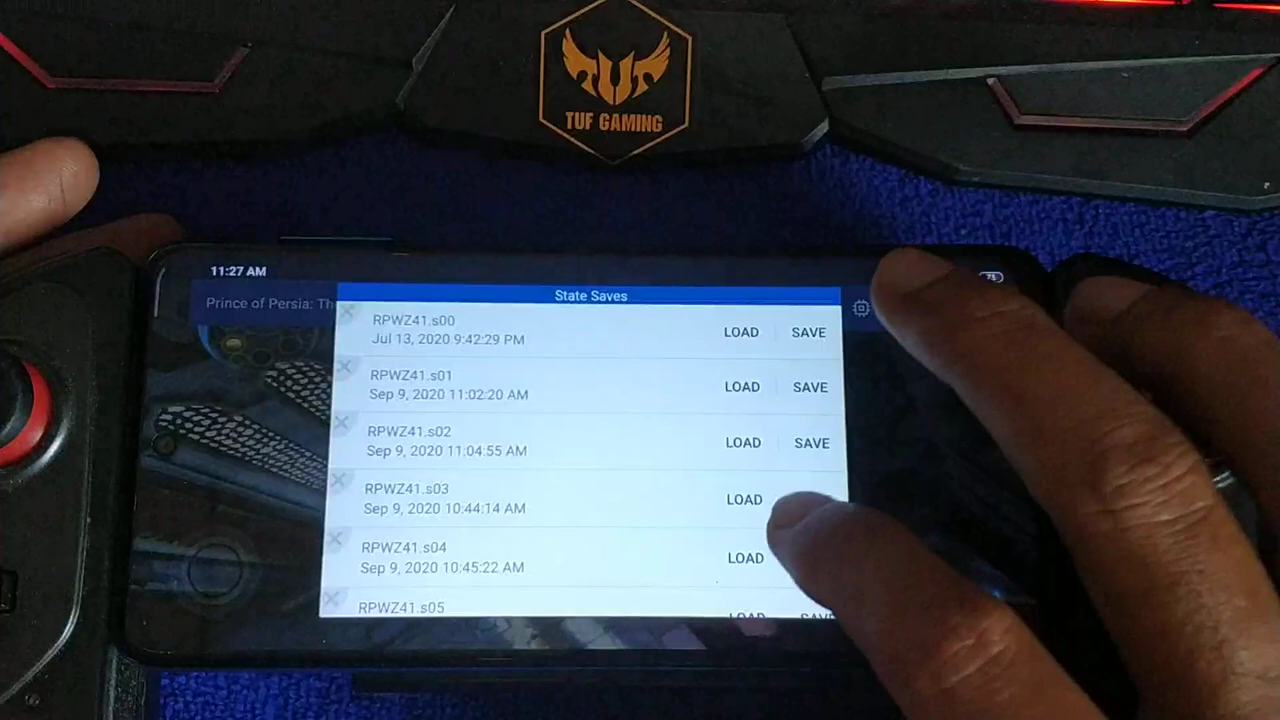 TUF GAMING
11:27 AM
73
Prince of Persia: Th
State Saves
RPWZ41.s00
Jul 13, 2020 9:42:29 PM
LOAD
SAVE
RPWZ41.s01
Sep 9, 2020 11:02:20 AM
LOAD
SAVE
RPWZ41.s02
Sep 9, 2020 11:04:55 AM
LOAD
SAVE
RPWZ41.s03
Sep 9, 2020 10:44:14 AM
LOAD
RPWZ41.s04
Sep 9, 2020 10:45:22 AM
LOAD
RPWZ41.s05
LOAD
SAVE